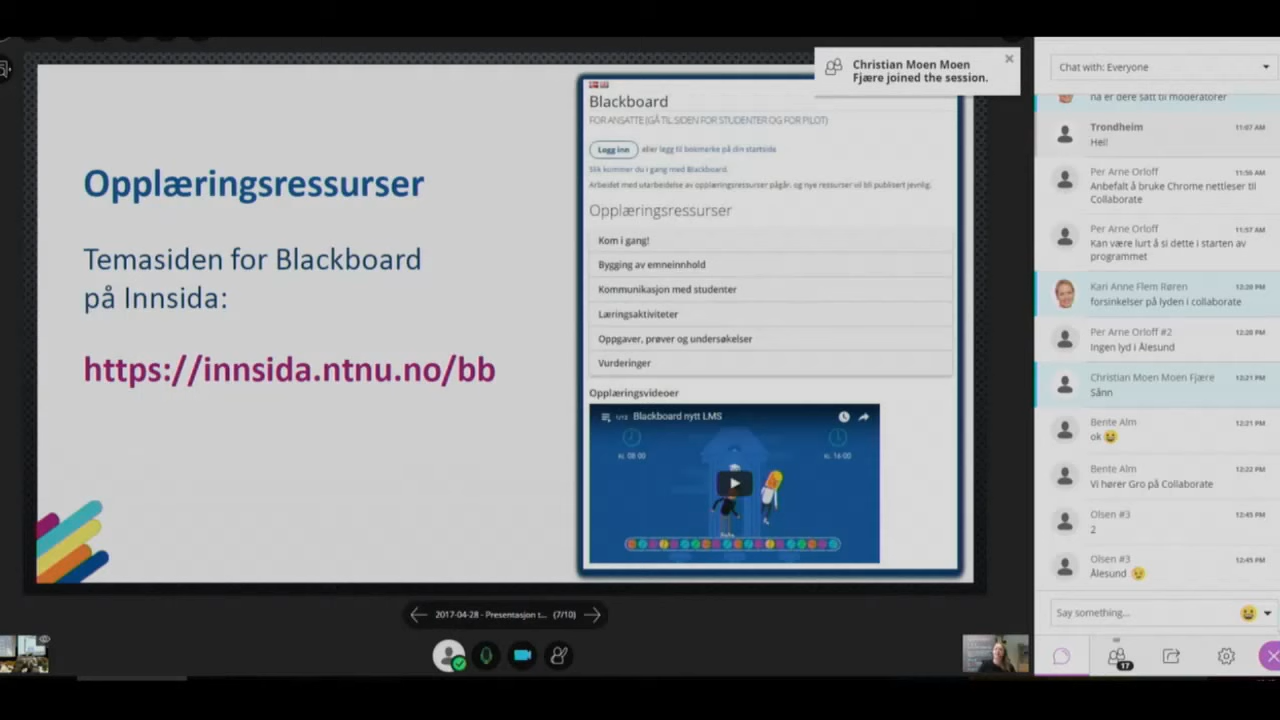 Opplæringsressurser
Temasiden for Blackboard
på Innsida:
https://innsida.ntnu.no/bb
Blackboard
FOR ANSATTE (GÅ TIL SIDEN FOR STUDENTER OG FOR PILOT)
Logg inn eller legg til bokmerke på din startside
Slik kommer du i gang med Blackboard.
Arbeidet med utarbeidelse av opplæringsressurser pågår, og nye ressurser vil bli publisert jevnlig.
Opplæringsressurser
Kom i gang!
Bygging av emneinnhold
Kommunikasjon med studenter
Læringsaktiviteter
Oppgaver, prøver og undersøkelser
Vurderinger
Opplæringsvideoer
1/12 Blackboard nytt LMS
kl. 08:00
kl. 16:00
Christian Moen Moen
Fjære joined the session.
2017-04-28 - Presentasjon t... (7/10)
Chat with: Everyone
nå er dere satt til moderatorer
Trondheim 11:07 AM
Hei!
Per Arne Orloff 11:56 AM
Anbefalt å bruke Chrome nettleser til
Collaborate
Per Arne Orloff 11:57 AM
Kan være lurt å si dette i starten av
programmet
Kari Anne Flem Røren 12:20 PM
forsinkelser på lyden i collaborate
Per Arne Orloff #2 12:20 PM
Ingen lyd i Ålesund
Christian Moen Moen Fjære 12:21 PM
Sånn
Bente Alm 12:21 PM
ok 😀
Bente Alm 12:22 PM
Vi hører Gro på Collaborate
Olsen #3 12:45 PM
2
Olsen #3 12:45 PM
Ålesund 😉
Say something...
17